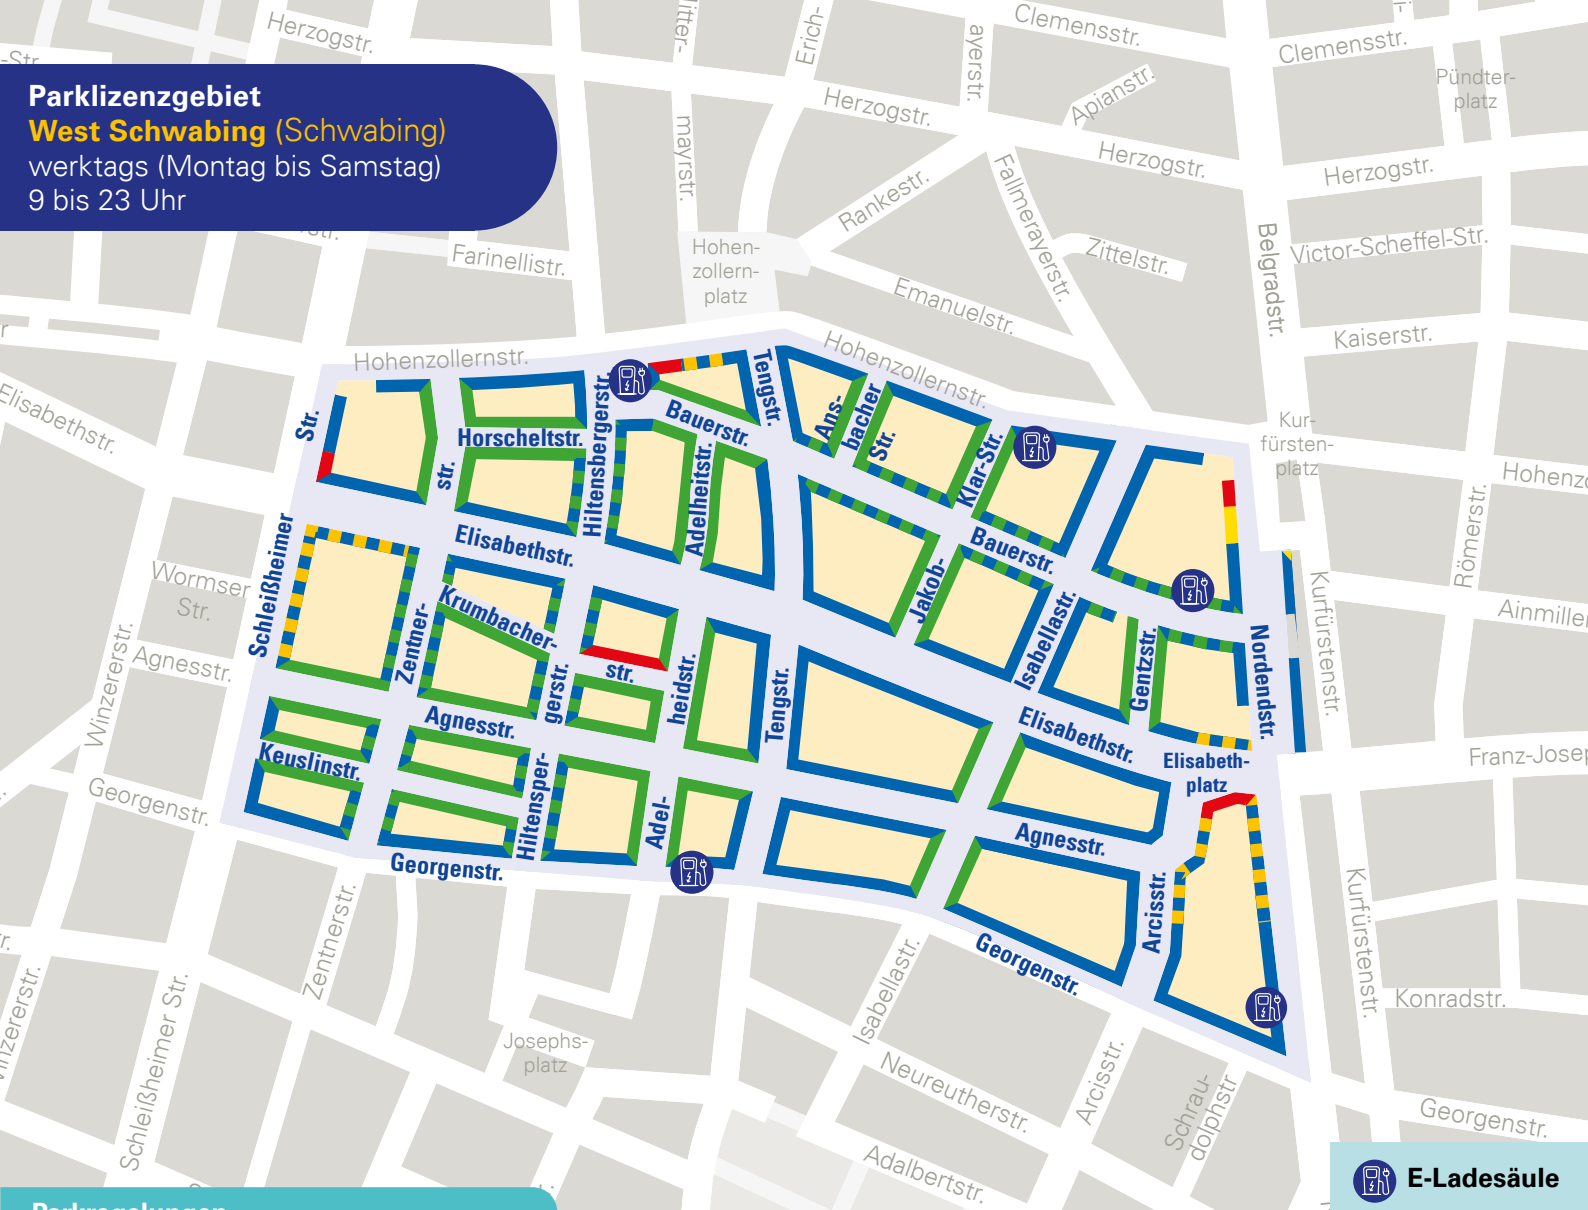 Parklizenzgebiet
West Schwabing (Schwabing)
werktags (Montag bis Samstag)
9 bis 23 Uhr
Herzogstr.
-Str.
Erich-
ayerstr.
Clemensstr.
Clemensstr.
Pündter-
platz
Apianstr.
Herzogstr.
mayrstr.
Herzogstr.
Herzogstr.
Rankestr.
Fallmerayerstr.
Belgradstr.
Victor-Scheffel-Str.
Zittelstr.
Farinellistr.
Hohen-
zollern-
platz
Emanuelstr.
Kaiserstr.
Hohenzollernstr.
Hohenzollernstr.
Elisabethstr.
Kur-
fürsten-
platz
Str.
Horscheltstr.
str.
Hiltensbergerstr.
Bauerstr.
Adelheitstr.
Tengstr.
Ans-
bacher
Str.
Klar-Str.
Bauerstr.
Römerstr.
Schleißheimer
Elisabethstr.
Wormser
Str.
Agnesstr.
Winzererstr.
Zentner-
Krumbacher-
str.
gerstr.
heidstr.
Tengstr.
Jakob-
Isabellastr.
Gentzstr.
Nordendstr.
Kurfürstenstr.
Agnesstr.
Keuslinstr.
Georgenstr.
Hiltensper-
Adel-
Elisabethstr.
Elisabeth-
platz
Agnesstr.
Arcisstr.
Georgenstr.
Georgenstr.
Kurfürstenstr.
Konradstr.
Zentnerstr.
Schleißheimer Str.
Josephs-
platz
Isabellastr.
Neureutherstr.
Arcisstr.
Schrau-
dolphstr
Adalbertstr.
Georgenstr.
E-Ladesäule